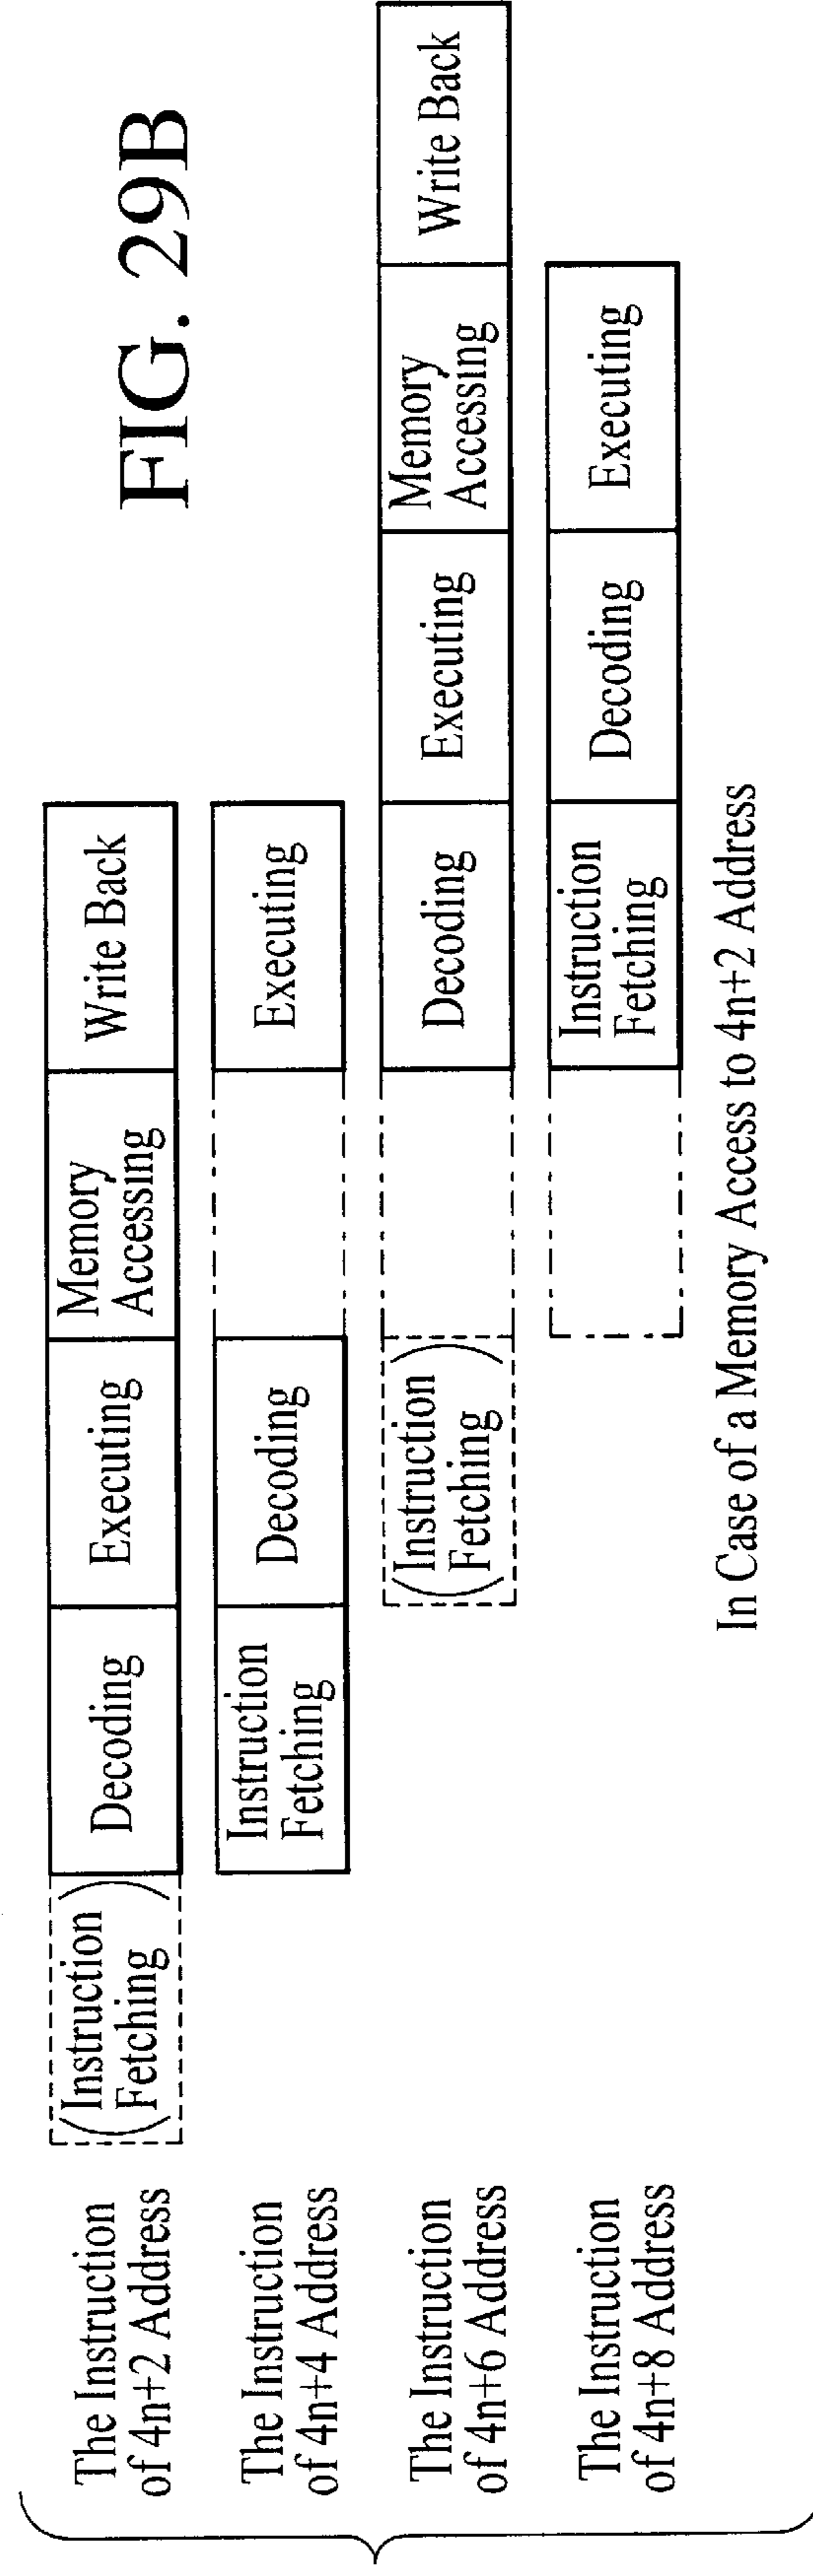 FIG. 29B
The Instruction
of 4n+2 Address
(Instruction
Fetching)
Decoding
Executing
Memory
Accessing
Write Back
The Instruction
of 4n+4 Address
Instruction
Fetching
Decoding
Executing
The Instruction
of 4n+6 Address
(Instruction
Fetching)
Decoding
Executing
Memory
Accessing
Write Back
The Instruction
of 4n+8 Address
Instruction
Fetching
Decoding
Executing
In Case of a Memory Access to 4n+2 Address